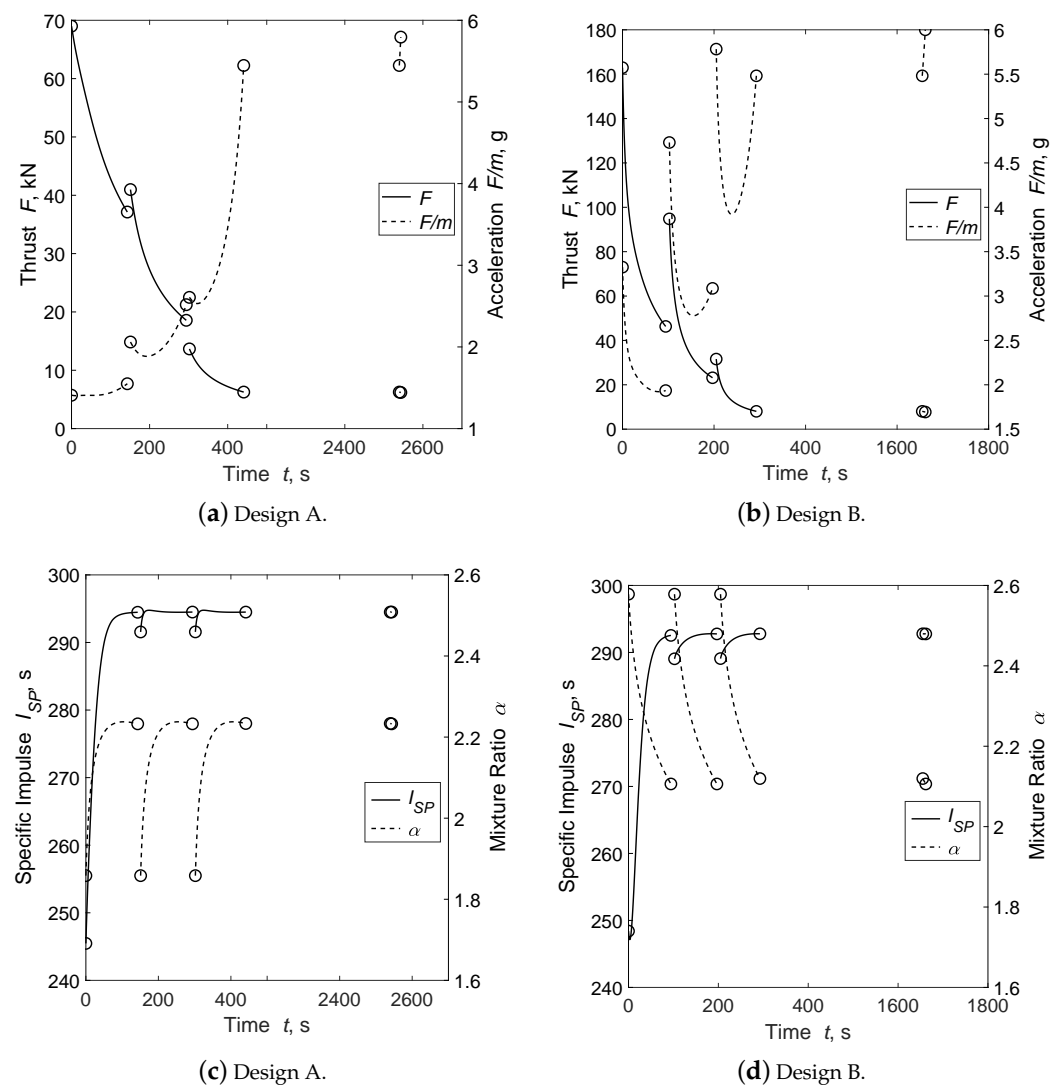 70
60
50
40
30
20
10
0
Thrust F, kN
6
5
4
3
2
1
Acceleration F/m, g
F
F/m
0 200 400 2400 2600
Time t, s
(a) Design A.
180
160
140
120
100
80
60
40
20
0
Thrust F, kN
6
5.5
5
4.5
4
3.5
3
2.5
2
1.5
Acceleration F/m, g
F
F/m
0 200 400 1600 1800
Time t, s
(b) Design B.
300
290
280
270
260
250
240
Specific Impulse I_SP, s
2.6
2.4
2.2
2
1.8
1.6
Mixture Ratio α
I_SP
α
0 200 400 2400 2600
Time t, s
(c) Design A.
300
290
280
270
260
250
240
Specific Impulse I_SP, s
2.6
2.4
2.2
2
1.8
1.6
Mixture Ratio α
I_SP
α
0 200 400 1600 1800
Time t, s
(d) Design B.